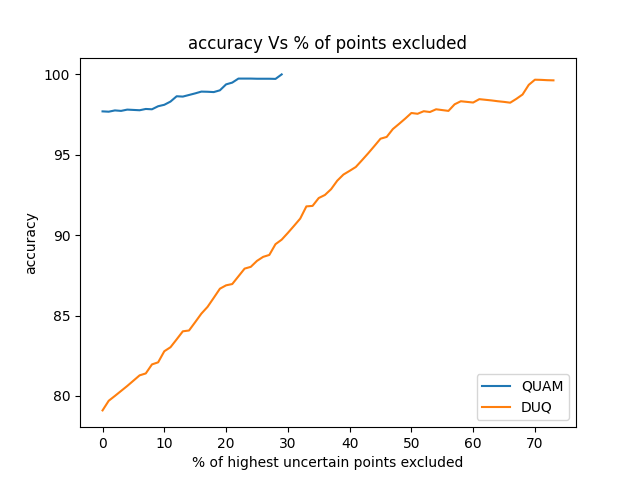 accuracy Vs % of points excluded
accuracy
100
95
90
85
80
0 10 20 30 40 50 60 70
% of highest uncertain points excluded
QUAM
DUQ